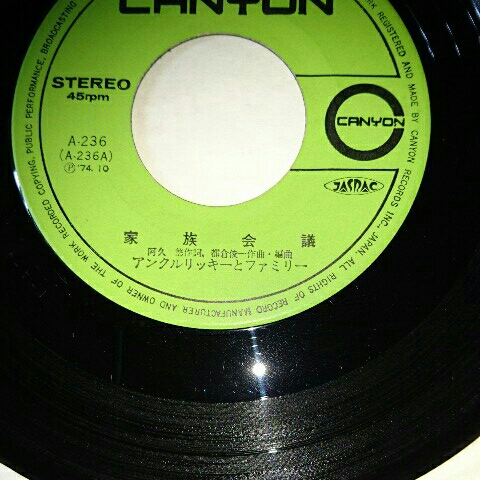 CANYON
STEREO
45rpm
A-236
(A-236A)
Ⓟ '74. 10
CANYON
JASRAC
家族会議
阿久 悠作詞, 都倉俊一作曲・編曲
アンクルリッキーとファミリー
RK REGISTERED AND MADE BY CANYON RECORDS INC., JAPAN. ALL RIGHTS OF RECORD MANUFACTURER AND OWNER OF THE WORK RECORDED COPYING, PUBLIC PERFORMANCE, BROADCASTING